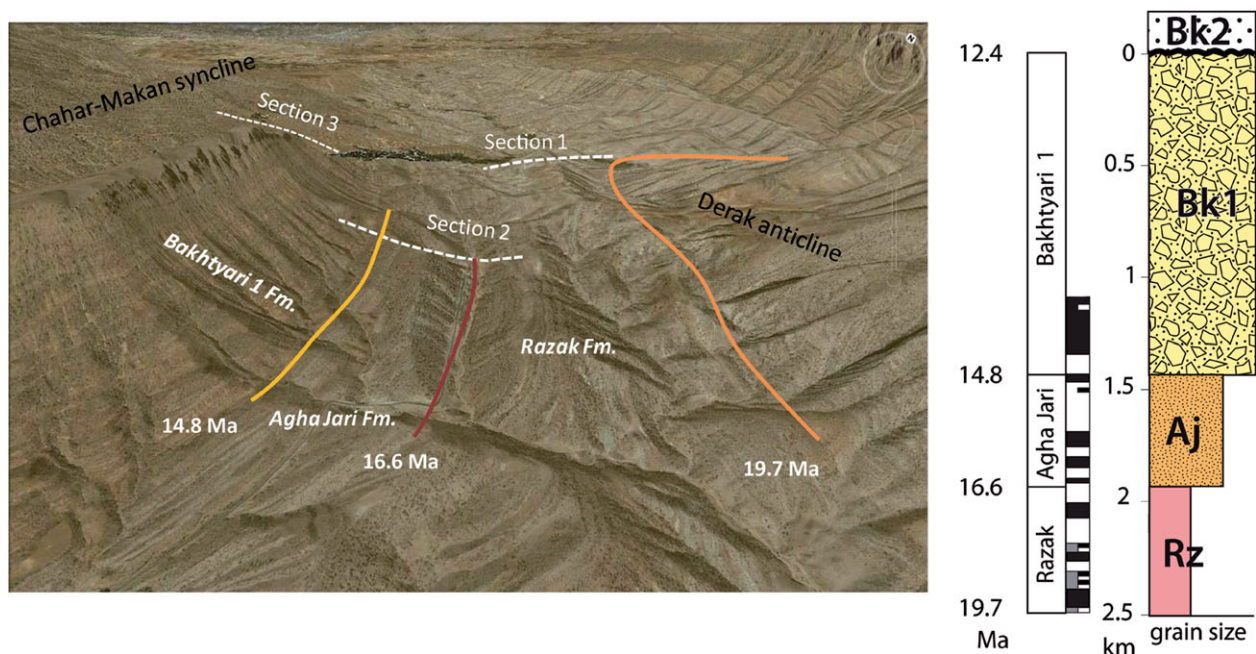 Chahar-Makan syncline
Section 3
Section 1
Section 2
Derak anticline
Bakhtyari 1 Fm.
Razak Fm.
Agha Jari Fm.
14.8 Ma
16.6 Ma
19.7 Ma
N
12.4
14.8
16.6
19.7
Ma
Bakhtyari 1
Agha Jari
Razak
0
0.5
1
1.5
2
2.5
km
Bk2
Bk1
Aj
Rz
grain size